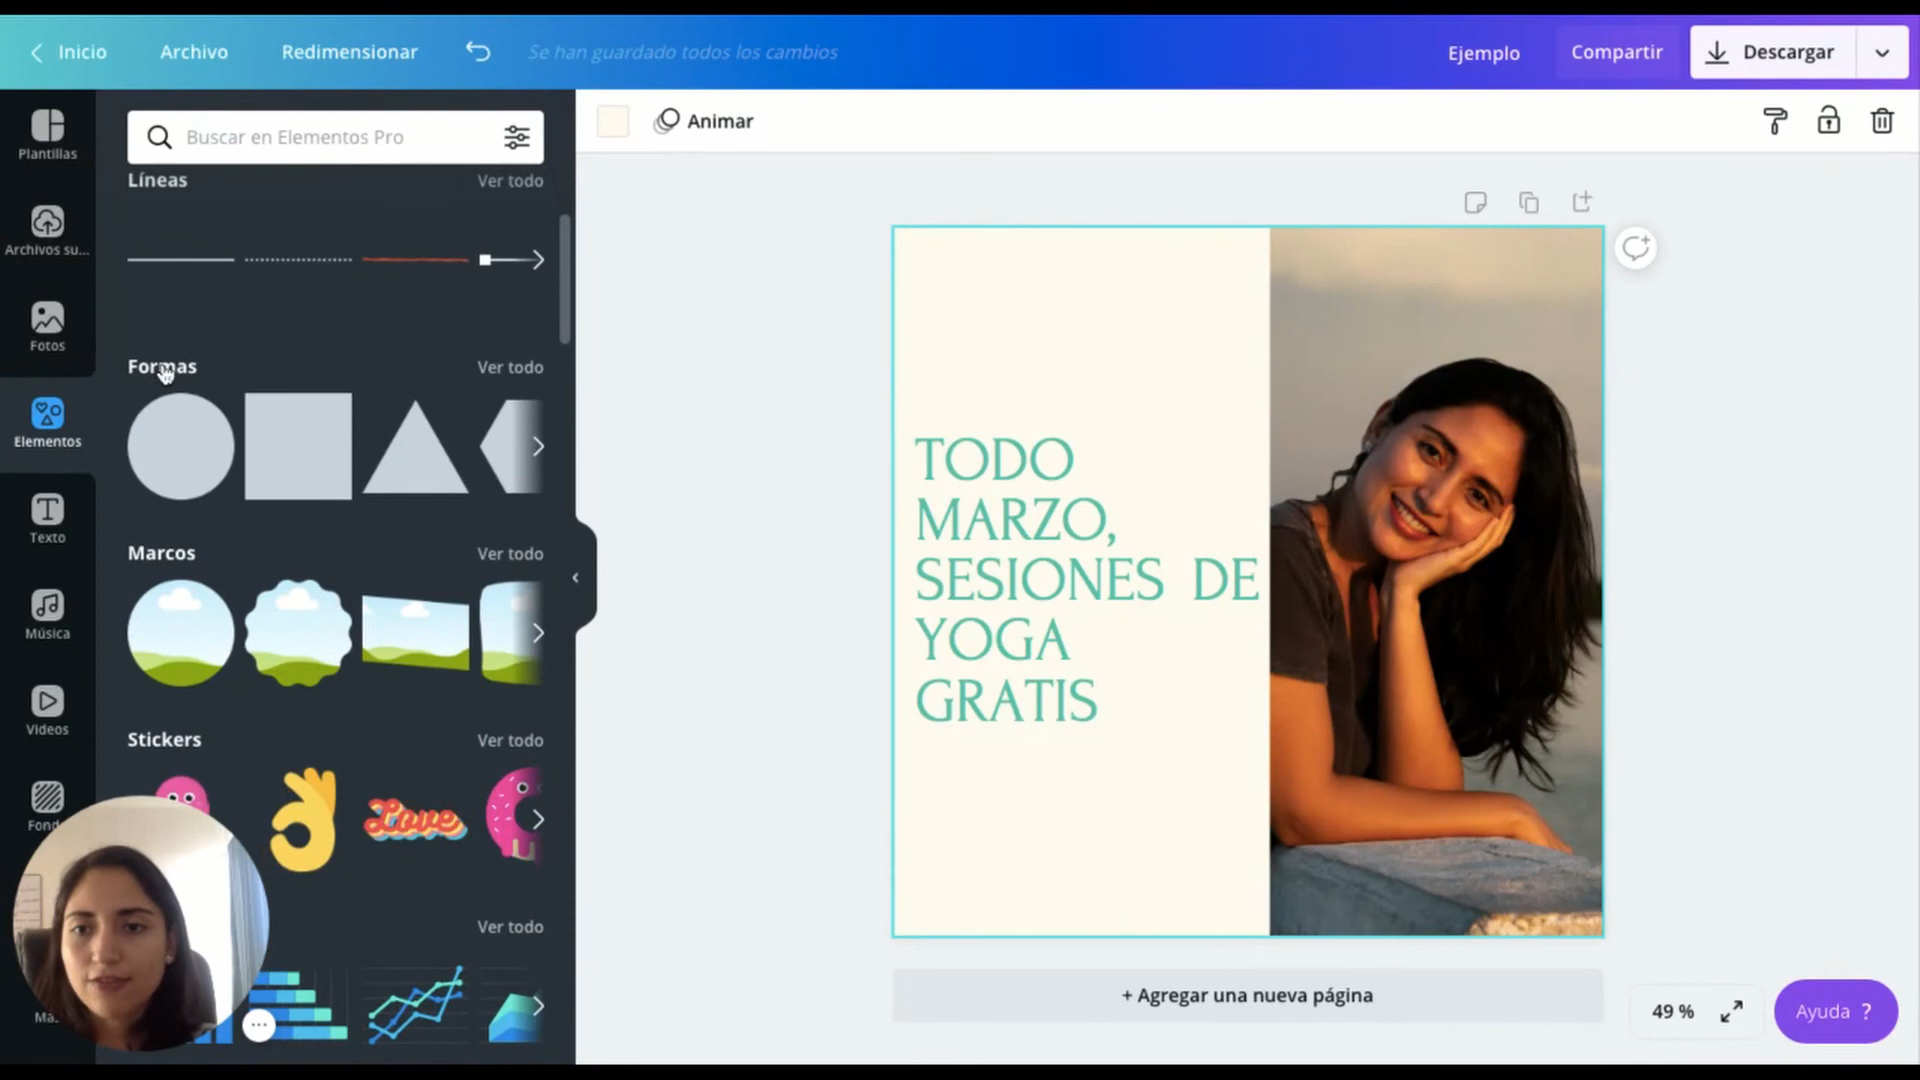 Inicio
Archivo
Redimensionar
Se han guardado todos los cambios
Ejemplo
Compartir
Descargar
Plantillas
Archivos su...
Fotos
Elementos
Texto
Música
Videos
Buscar en Elementos Pro
Líneas
Ver todo
Formas
Ver todo
Marcos
Ver todo
Stickers
Ver todo
Love
Ver todo
Animar
TODO
MARZO,
SESIONES DE
YOGA
GRATIS
+ Agregar una nueva página
49 %
Ayuda ?